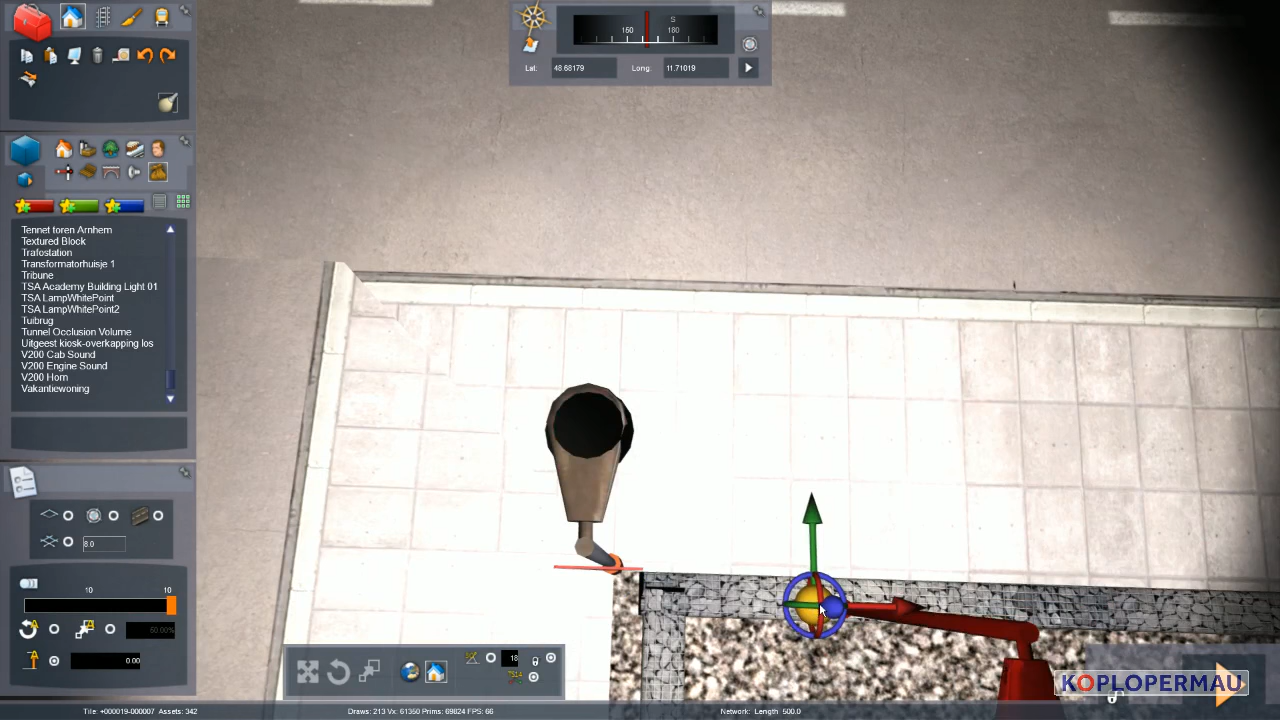 S
150
180
Lat:
48.68179
Long:
11.71019
Tennet toren Arnhem
Textured Block
Trafostation
Transformatorhuisje 1
Tribune
TSA Academy Building Light 01
TSA LampWhitePoint
TSA LampWhitePoint2
Tuibrug
Tunnel Occlusion Volume
Uitgeest kiosk-overkapping los
V200 Cab Sound
V200 Engine Sound
V200 Horn
Vakantiewoning
8.0
10
10
50.00%
0.00
18
KOPLOPERMAU
Tile: +000019-000007 Assets: 342
Draws: 213 Vx: 61350 Prims: 69824 FPS: 66
Network: Length 500.0